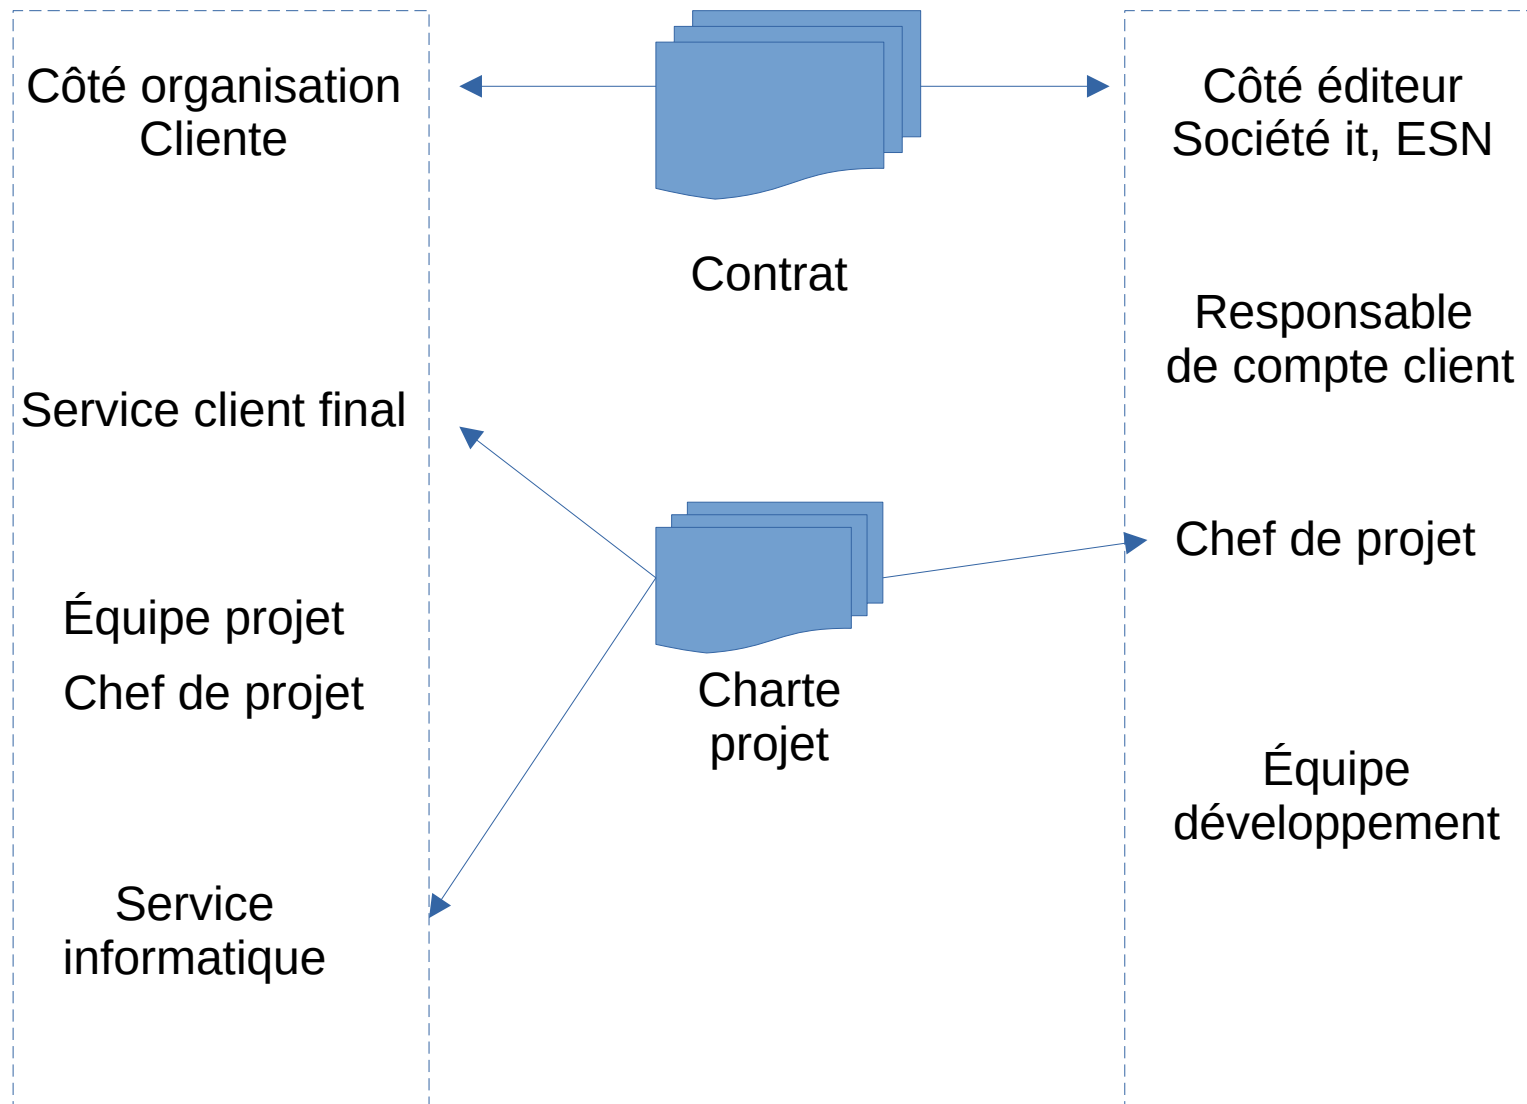 Côté organisation
Cliente
Contrat
Côté éditeur
Société it, ESN
Responsable
de compte client
Service client final
Chef de projet
Équipe projet
Chef de projet
Charte
projet
Équipe
développement
Service
informatique